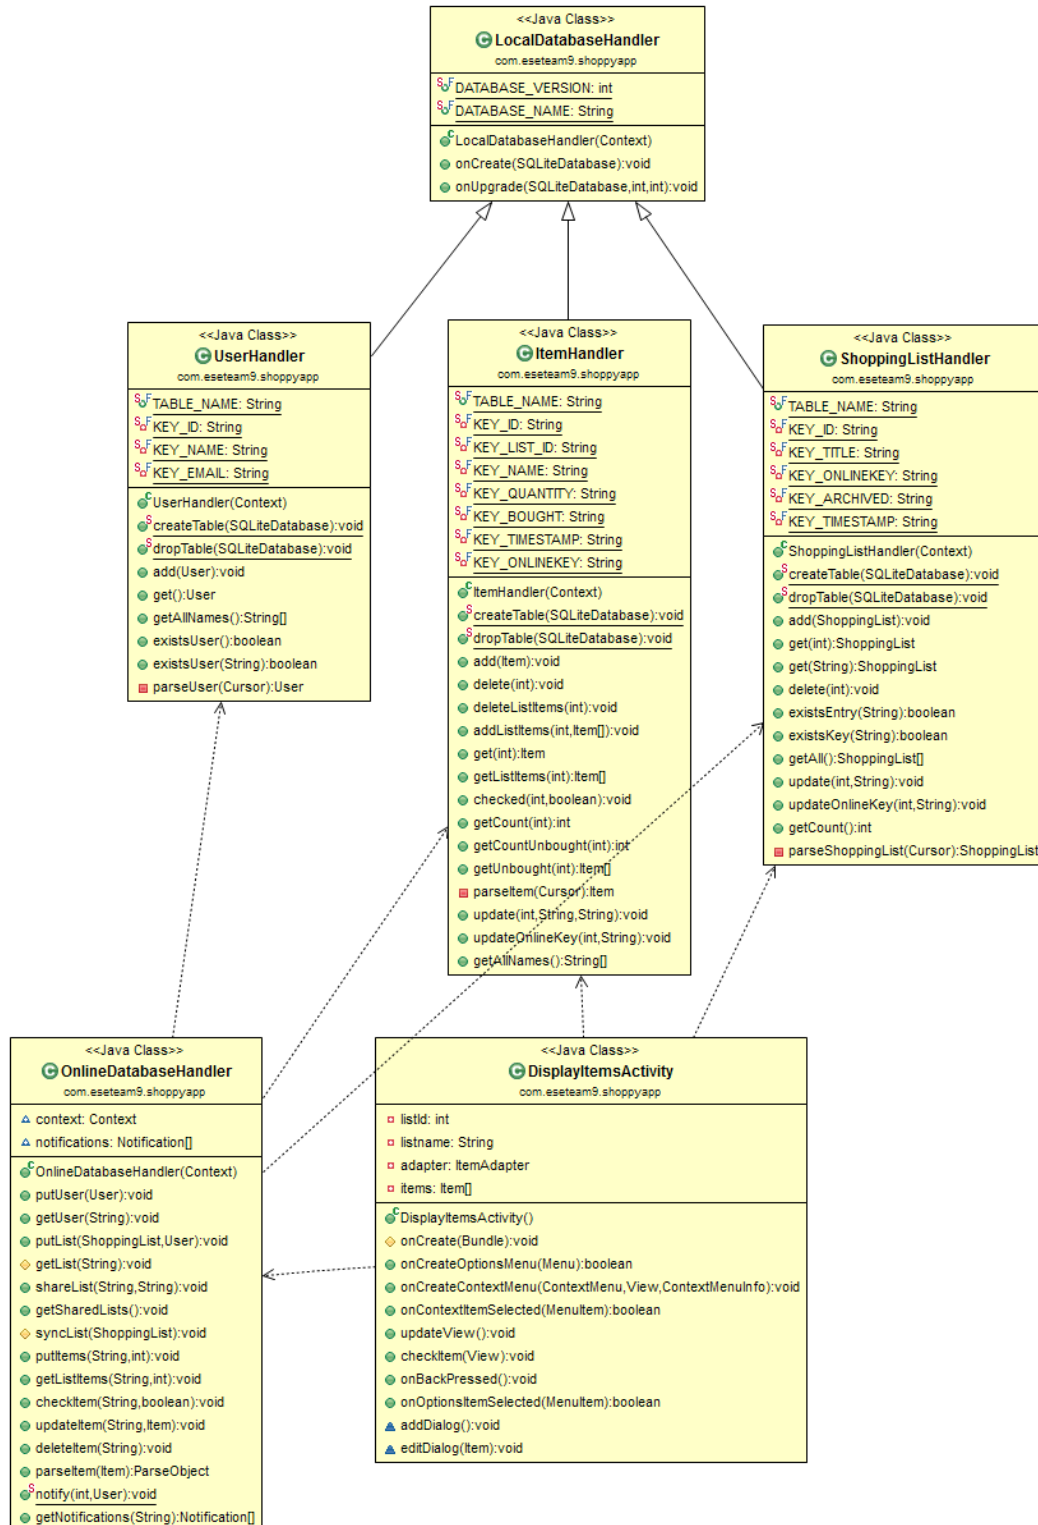 <<Java Class>>
LocalDatabaseHandler
com.eseteam9.shoppyapp
DATABASE_VERSION: int
DATABASE_NAME: String
LocalDatabaseHandler(Context)
onCreate(SQLiteDatabase):void
onUpgrade(SQLiteDatabase,int,int):void
<<Java Class>>
UserHandler
com.eseteam9.shoppyapp
TABLE_NAME: String
KEY_ID: String
KEY_NAME: String
KEY_EMAIL: String
UserHandler(Context)
createTable(SQLiteDatabase):void
dropTable(SQLiteDatabase):void
add(User):void
get():User
getAllNames():String[]
existsUser():boolean
existsUser(String):boolean
parseUser(Cursor):User
<<Java Class>>
ItemHandler
com.eseteam9.shoppyapp
TABLE_NAME: String
KEY_ID: String
KEY_LIST_ID: String
KEY_NAME: String
KEY_QUANTITY: String
KEY_BOUGHT: String
KEY_TIMESTAMP: String
KEY_ONLINEKEY: String
ItemHandler(Context)
createTable(SQLiteDatabase):void
dropTable(SQLiteDatabase):void
add(Item):void
delete(int):void
deleteListItems(int):void
addListItems(int,Item[]):void
get(int):Item
getListItems(int):Item[]
checked(int,boolean):void
getCount(int):int
getCountUnbought(int):int
getUnbought(int):Item[]
parseItem(Cursor):Item
update(int,String,String):void
updateOnlineKey(int,String):void
getAllNames():String[]
<<Java Class>>
ShoppingListHandler
com.eseteam9.shoppyapp
TABLE_NAME: String
KEY_ID: String
KEY_TITLE: String
KEY_ONLINEKEY: String
KEY_ARCHIVED: String
KEY_TIMESTAMP: String
ShoppingListHandler(Context)
createTable(SQLiteDatabase):void
dropTable(SQLiteDatabase):void
add(ShoppingList):void
get(int):ShoppingList
get(String):ShoppingList
delete(int):void
existsEntry(String):boolean
existsKey(String):boolean
getAll():ShoppingList[]
update(int,String):void
updateOnlineKey(int,String):void
getCount():int
parseShoppingList(Cursor):ShoppingList
<<Java Class>>
OnlineDatabaseHandler
com.eseteam9.shoppyapp
context: Context
notifications: Notification[]
OnlineDatabaseHandler(Context)
putUser(User):void
getUser(String):void
putList(ShoppingList,User):void
getList(String):void
shareList(String,String):void
getSharedLists():void
syncList(ShoppingList):void
putItems(String,int):void
getListItems(String,int):void
checkItem(String,boolean):void
updateItem(String,Item):void
deleteItem(String):void
parseItem(Item):ParseObject
notify(int,User):void
getNotifications(String):Notification[]
<<Java Class>>
DisplayItemsActivity
com.eseteam9.shoppyapp
listId: int
listname: String
adapter: ItemAdapter
items: Item[]
DisplayItemsActivity()
onCreate(Bundle):void
onCreateOptionsMenu(Menu):boolean
onCreateContextMenu(ContextMenu,View,ContextMenuInfo):void
onContextItemSelected(MenuItem):boolean
updateView():void
checkItem(View):void
onBackPressed():void
onOptionsItemSelected(MenuItem):boolean
addDialog():void
editDialog(Item):void